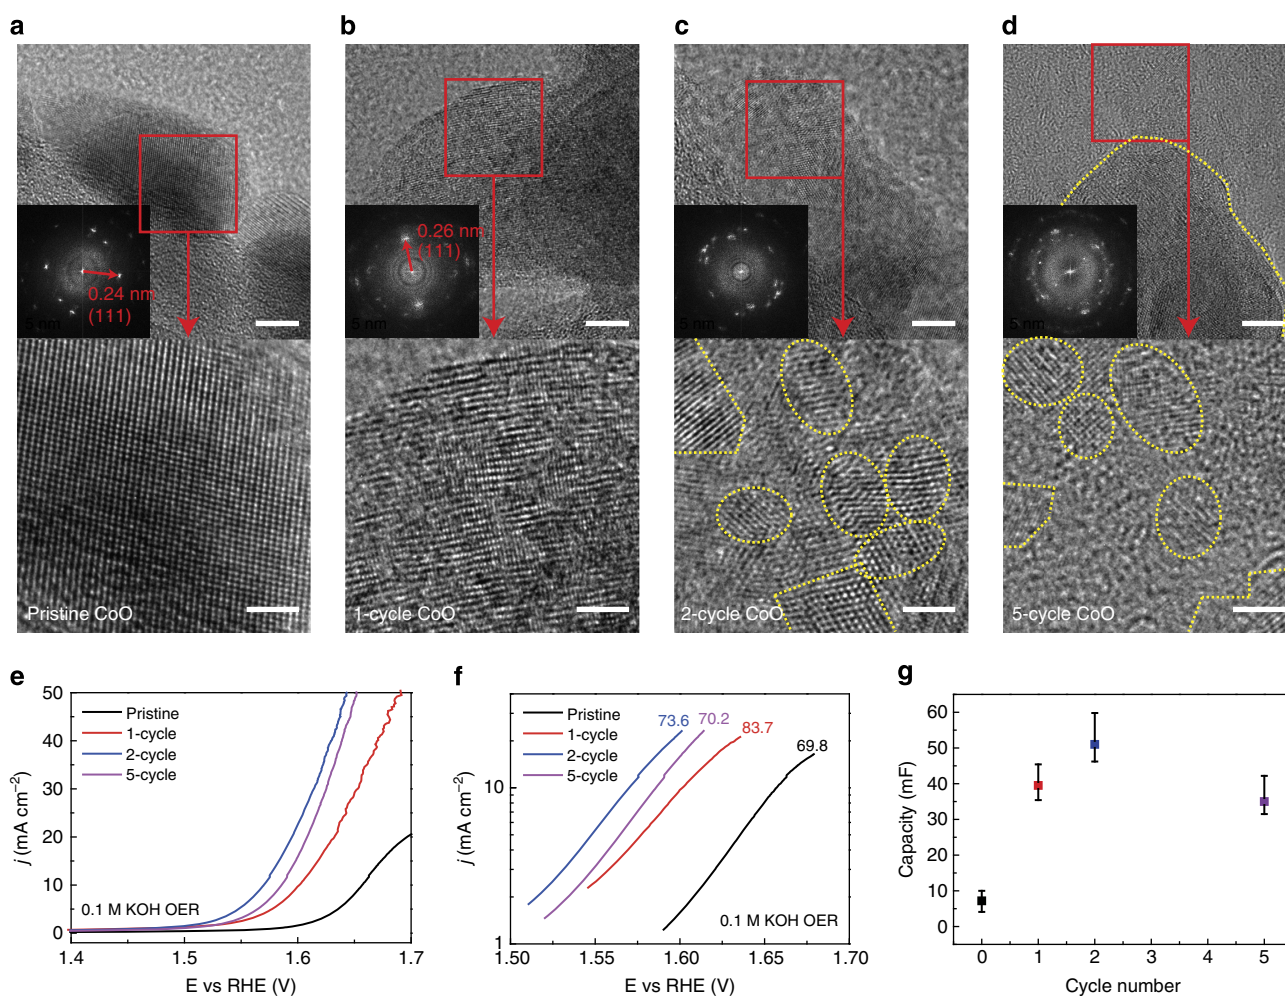 a
b
c
d
0.24 nm
(111)
5 nm
0.26 nm
(111)
5 nm
5 nm
5 nm
Pristine CoO
1-cycle CoO
2-cycle CoO
5-cycle CoO
e
50
40
30
20
10
0
j (mA cm−2)
Pristine
1-cycle
2-cycle
5-cycle
0.1 M KOH OER
1.4
1.5
1.6
1.7
E vs RHE (V)
f
10
1
j (mA cm−2)
Pristine
1-cycle
2-cycle
5-cycle
73.6
70.2
83.7
69.8
0.1 M KOH OER
1.50
1.55
1.60
1.65
1.70
E vs RHE (V)
g
60
50
40
30
20
10
0
Capacity (mF)
0
1
2
3
4
5
Cycle number